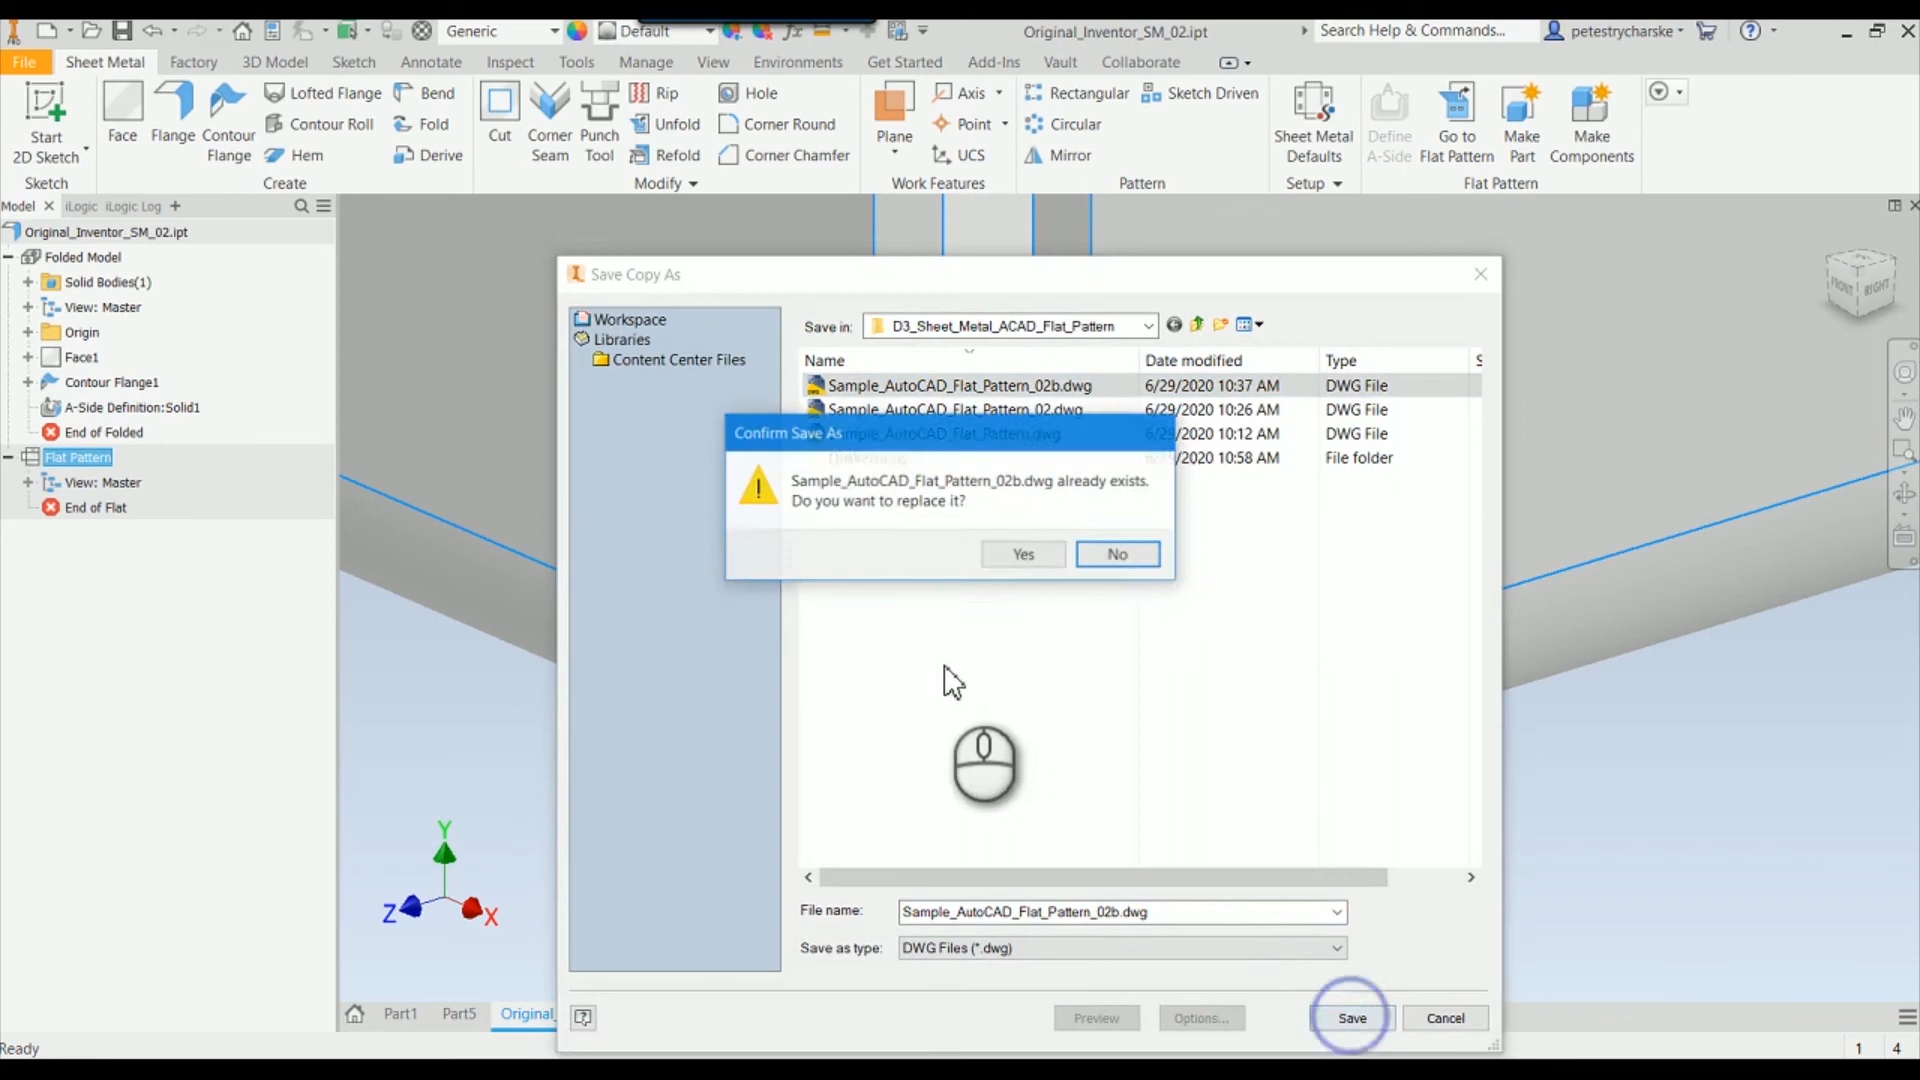 Generic
Default
fx
Original_Inventor_SM_02.ipt
Search Help & Commands...
petestrycharske
PRO
File
Sheet Metal
Factory
3D Model
Sketch
Annotate
Inspect
Tools
Manage
View
Environments
Get Started
Add-Ins
Vault
Collaborate
Start
2D Sketch
Sketch
Face
Flange
Contour
Flange
Lofted Flange
Contour Roll
Hem
Bend
Fold
Derive
Create
Cut
Corner
Seam
Punch
Tool
Rip
Unfold
Refold
Hole
Corner Round
Corner Chamfer
Modify
Plane
Axis
Point
UCS
Work Features
Rectangular
Sketch Driven
Circular
Mirror
Pattern
Sheet Metal
Defaults
Setup
Define
A-Side
Go to
Flat Pattern
Make
Part
Make
Components
Flat Pattern
Model
iLogic
iLogic Log
Original_Inventor_SM_02.ipt
Folded Model
Solid Bodies(1)
View: Master
Origin
Face1
Contour Flange1
A-Side Definition:Solid1
End of Folded
Flat Pattern
View: Master
End of Flat
FRONT
RIGHT
Save Copy As
Workspace
Libraries
Content Center Files
Save in:
D3_Sheet_Metal_ACAD_Flat_Pattern
Name
Date modified
Type
S
Sample_AutoCAD_Flat_Pattern_02b.dwg
6/29/2020 10:37 AM
DWG File
Sample_AutoCAD_Flat_Pattern_02.dwg
6/29/2020 10:26 AM
DWG File
6/29/2020 10:12 AM
DWG File
/2020 10:58 AM
File folder
Confirm Save As
Sample_AutoCAD_Flat_Pattern_02b.dwg already exists.
Do you want to replace it?
Yes
No
File name:
Sample_AutoCAD_Flat_Pattern_02b.dwg
Save as type:
DWG Files (*.dwg)
Preview
Options...
Save
Cancel
Y
Z
X
Part1
Part5
Original_
Ready
1
4